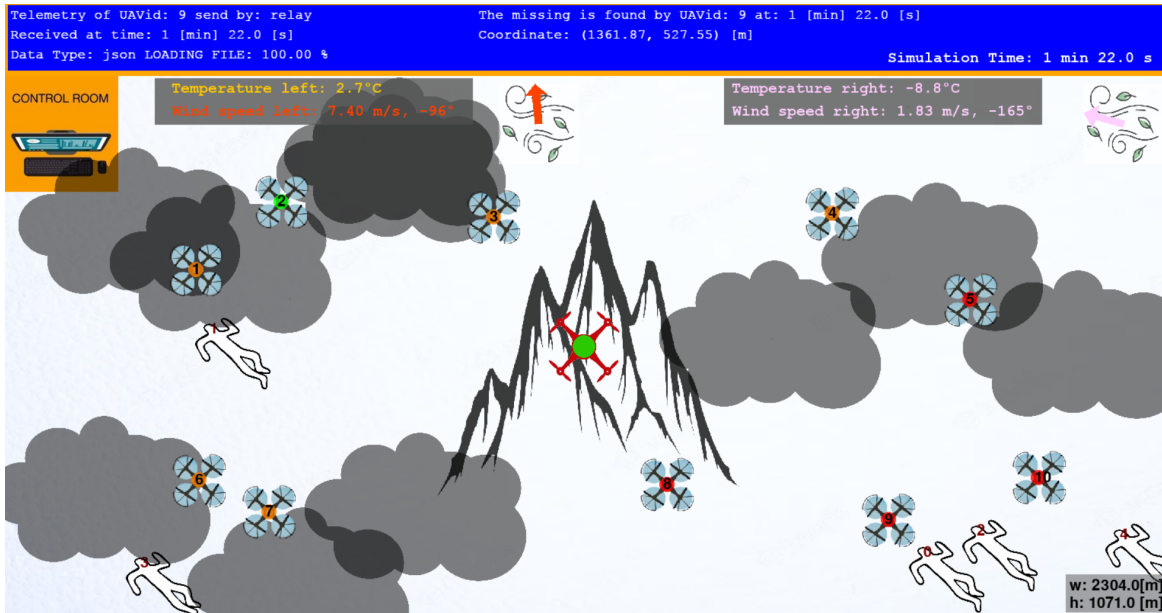 Telemetry of UAVid: 9 send by: relay
Received at time: 1 [min] 22.0 [s]
Data Type: json LOADING FILE: 100.00 %
The missing is found by UAVid: 9 at: 1 [min] 22.0 [s]
Coordinate: (1361.87, 527.55) [m]
Simulation Time: 1 min 22.0 s
CONTROL ROOM
Temperature left: 2.7°C
Wind speed left: 7.40 m/s, -96°
Temperature right: -8.8°C
Wind speed right: 1.83 m/s, -165°
2
3
4
1
5
1
6
7
8
10
9
3
0
2
4
w: 2304.0[m]
h: 1071.0 [m]